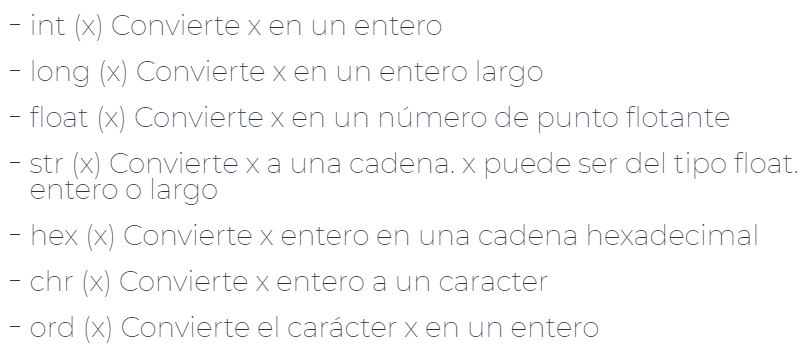 - int (x) Convierte x en un entero
- long (x) Convierte x en un entero largo
- float (x) Convierte x en un número de punto flotante
- str (x) Convierte x a una cadena. x puede ser del tipo float.
entero o largo
- hex (x) Convierte x entero en una cadena hexadecimal
- chr (x) Convierte x entero a un caracter
- ord (x) Convierte el carácter x en un entero